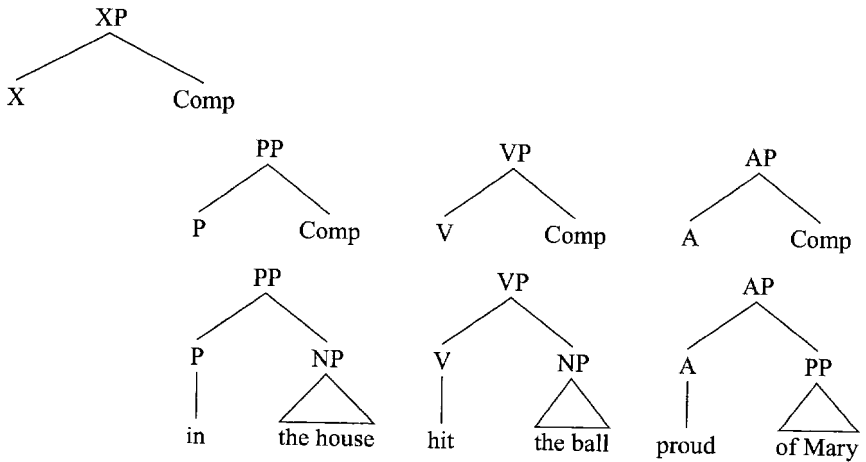 XP
X Comp
PP VP AP
P Comp V Comp A Comp
PP VP AP
P NP V NP A PP
in the house hit the ball proud of Mary